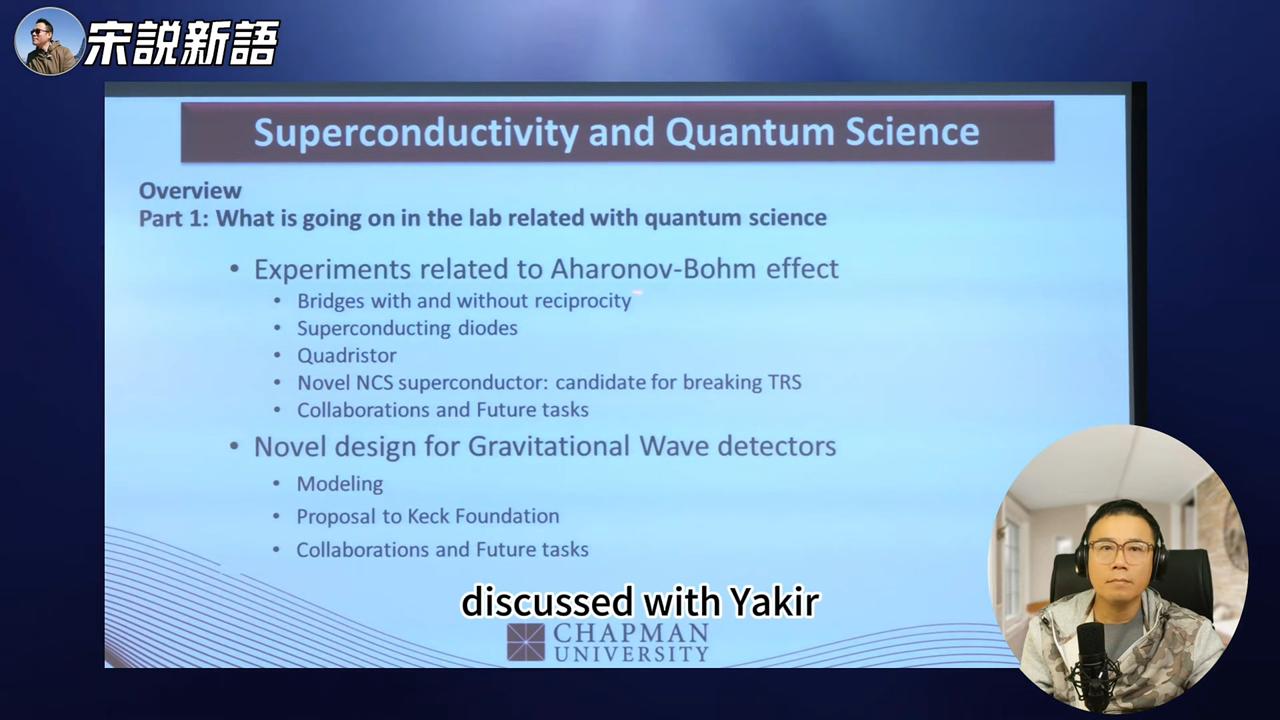 宋説新語
Superconductivity and Quantum Science
Overview
Part 1: What is going on in the lab related with quantum science
• Experiments related to Aharonov-Bohm effect
• Bridges with and without reciprocity
• Superconducting diodes
• Quadristor
• Novel NCS superconductor: candidate for breaking TRS
• Collaborations and Future tasks
• Novel design for Gravitational Wave detectors
• Modeling
• Proposal to Keck Foundation
• Collaborations and Future tasks
discussed with Yakir
CHAPMAN
UNIVERSITY